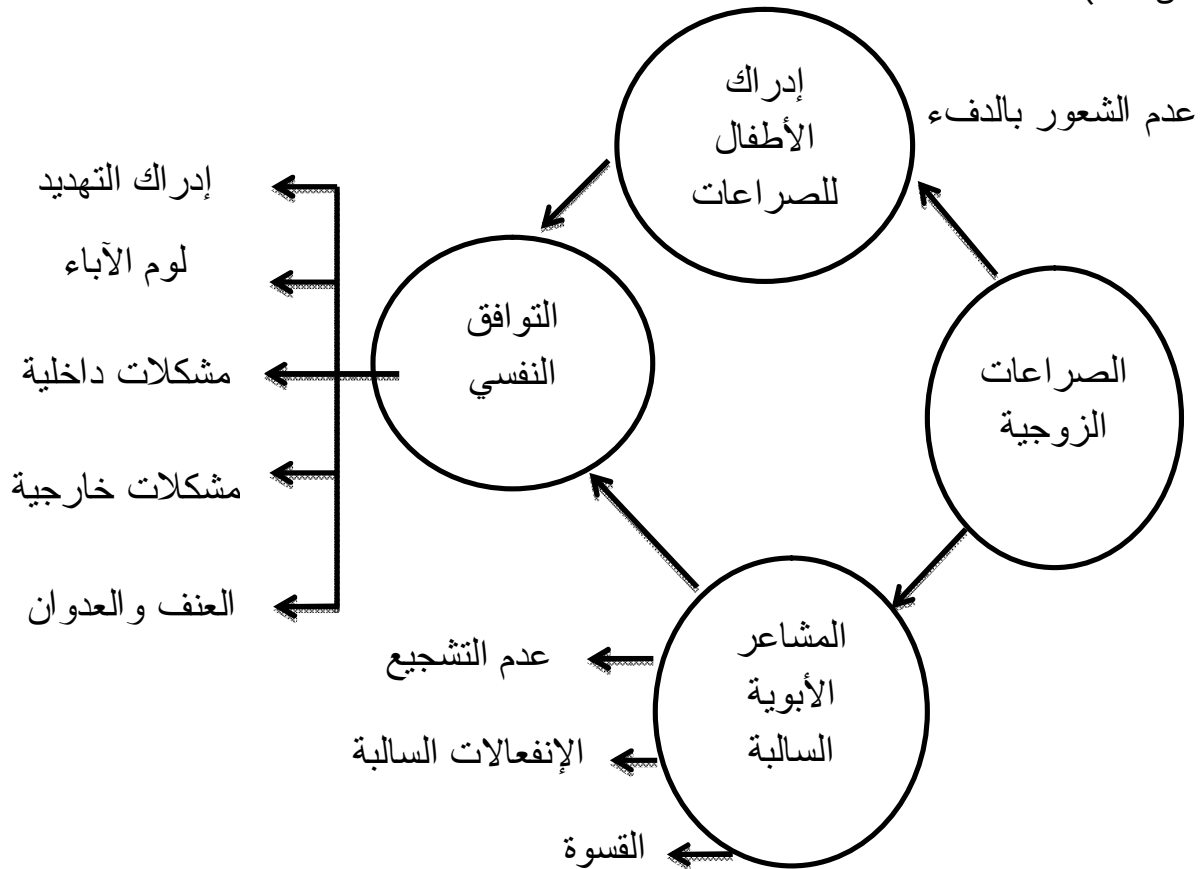 إدراك
الأطفال
للصراعات
عدم الشعور بالدفء
إدراك التهديد
لوم الآباء
مشكلات داخلية
مشكلات خارجية
العنف والعدوان
التوافق
النفسي
الصراعات
الزوجية
المشاعر
الأبوية
السالبة
عدم التشجيع
الإنفعالات السالبة
القسوة